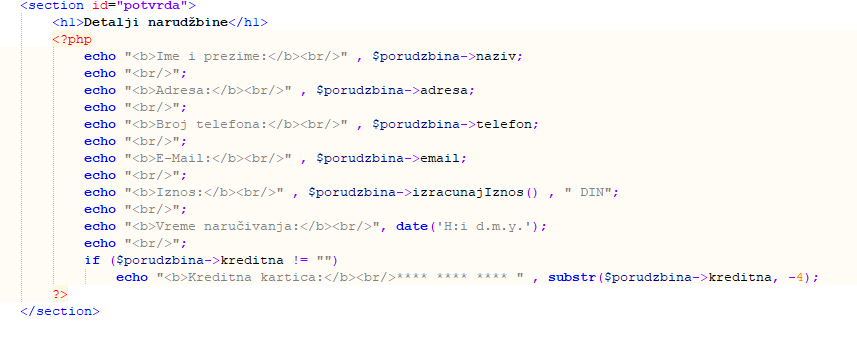 <section id="potvrda">
<h1>Detalji narudžbine</h1>
<?php
echo "<b>Ime i prezime:</b><br/>" , $porudzbina->naziv;
echo "<br/>";
echo "<b>Adresa:</b><br/>" , $porudzbina->adresa;
echo "<br/>";
echo "<b>Broj telefona:</b><br/>" , $porudzbina->telefon;
echo "<br/>";
echo "<b>E-Mail:</b><br/>" , $porudzbina->email;
echo "<br/>";
echo "<b>Iznos:</b><br/>" , $porudzbina->izracunajIznos() , " DIN";
echo "<br/>";
echo "<b>Vreme naručivanja:</b><br/>", date('H:i d.m.y.');
echo "<br/>";
if ($porudzbina->kreditna != "")
echo "<b>Kreditna kartica:</b><br/>**** **** **** " , substr($porudzbina->kreditna, -4);
?>
</section>